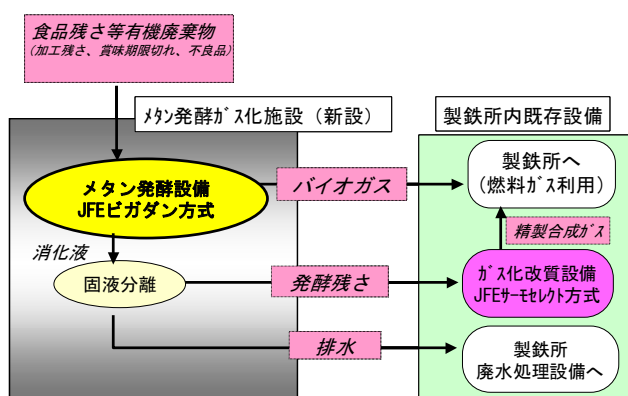 食品残さ等有機廃棄物
（加工残さ、賞味期限切れ、不良品）
ﾒﾀﾝ発酵ｶﾞｽ化施設（新設）
製鉄所内既存設備
メタン発酵設備
JFEビガダン方式
バイオガス
製鉄所へ
（燃料ガス利用）
精製合成ｶﾞｽ
消化液
固液分離
発酵残さ
ｶﾞｽ化改質設備
JFEｻｰﾓｾﾚｸﾄ方式
排水
製鉄所
廃水処理設備へ